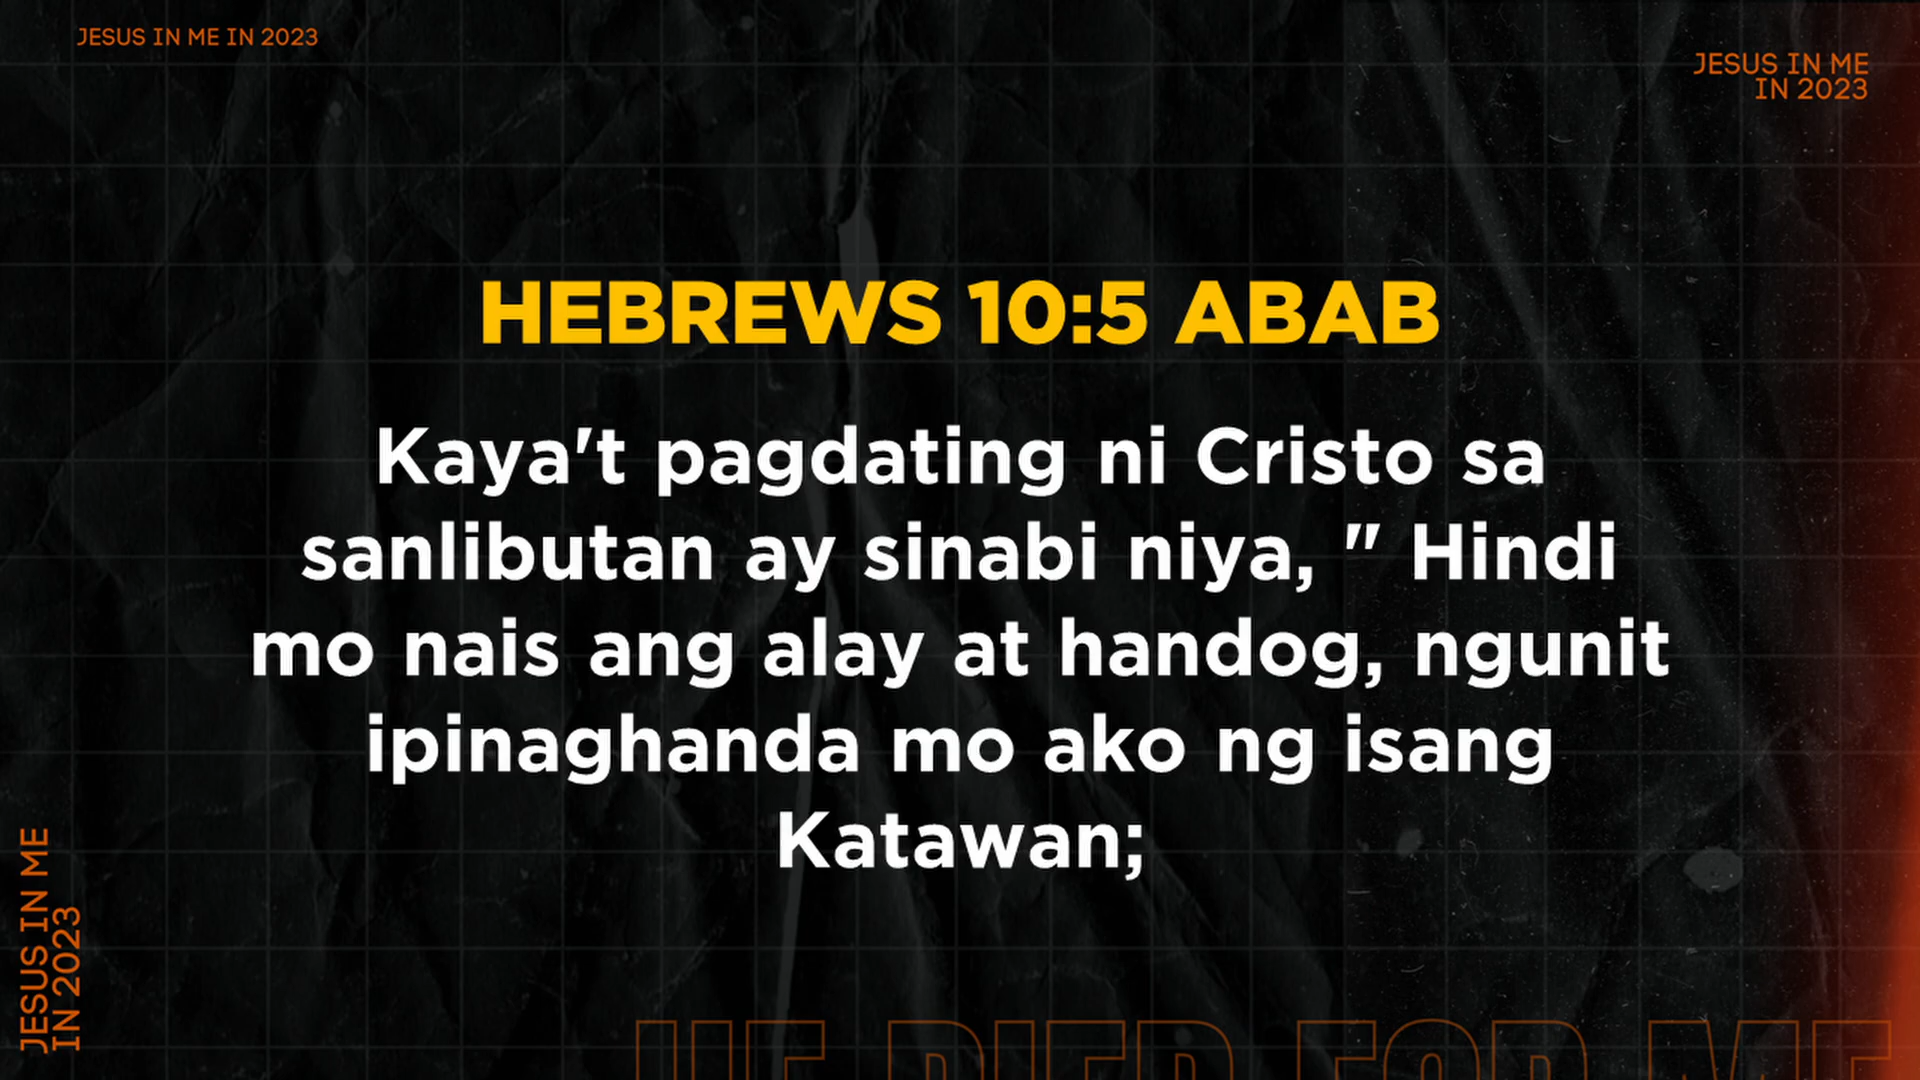 JESUS IN ME IN 2023
JESUS IN ME
IN 2023
HEBREWS 10:5 ABAB
Kaya't pagdating ni Cristo sa
sanlibutan ay sinabi niya, " Hindi
mo nais ang alay at handog, ngunit
ipinaghanda mo ako ng isang
Katawan;
JESUS IN ME
IN 2023
HE DIED FOR ME